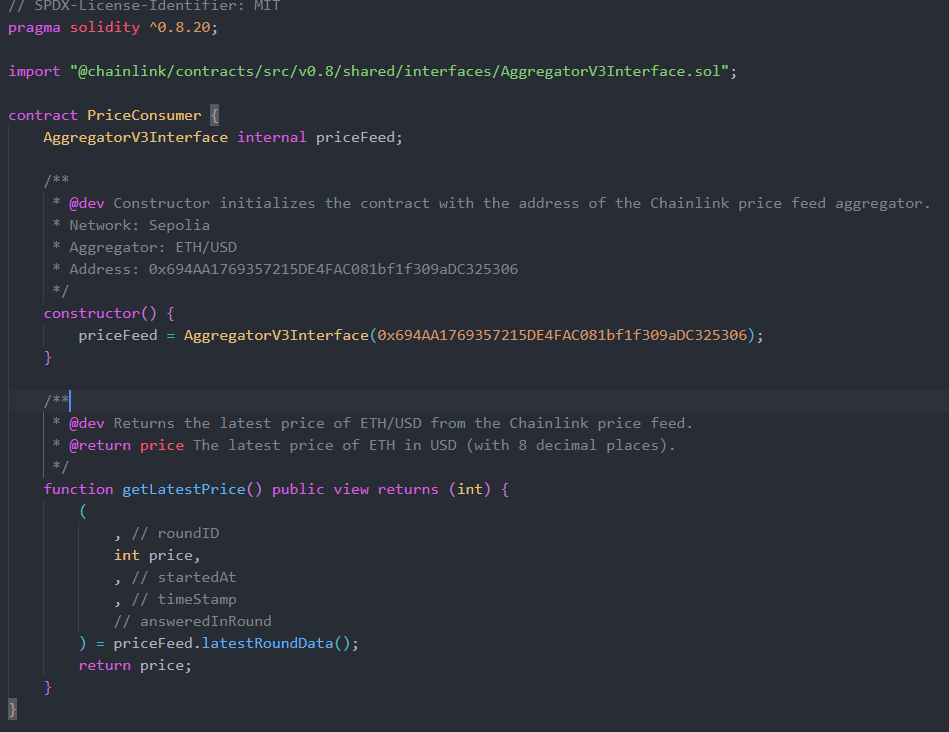 // SPDX-License-Identifier: MIT
pragma solidity ^0.8.20;

import "@chainlink/contracts/src/v0.8/shared/interfaces/AggregatorV3Interface.sol";

contract PriceConsumer {
    AggregatorV3Interface internal priceFeed;

    /**
     * @dev Constructor initializes the contract with the address of the Chainlink price feed aggregator.
     * Network: Sepolia
     * Aggregator: ETH/USD
     * Address: 0x694AA1769357215DE4FAC081bf1f309aDC325306
     */
    constructor() {
        priceFeed = AggregatorV3Interface(0x694AA1769357215DE4FAC081bf1f309aDC325306);
    }

    /**
     * @dev Returns the latest price of ETH/USD from the Chainlink price feed.
     * @return price The latest price of ETH in USD (with 8 decimal places).
     */
    function getLatestPrice() public view returns (int) {
        (
            , // roundID
            int price,
            , // startedAt
            , // timeStamp
            // answeredInRound
        ) = priceFeed.latestRoundData();
        return price;
    }
}